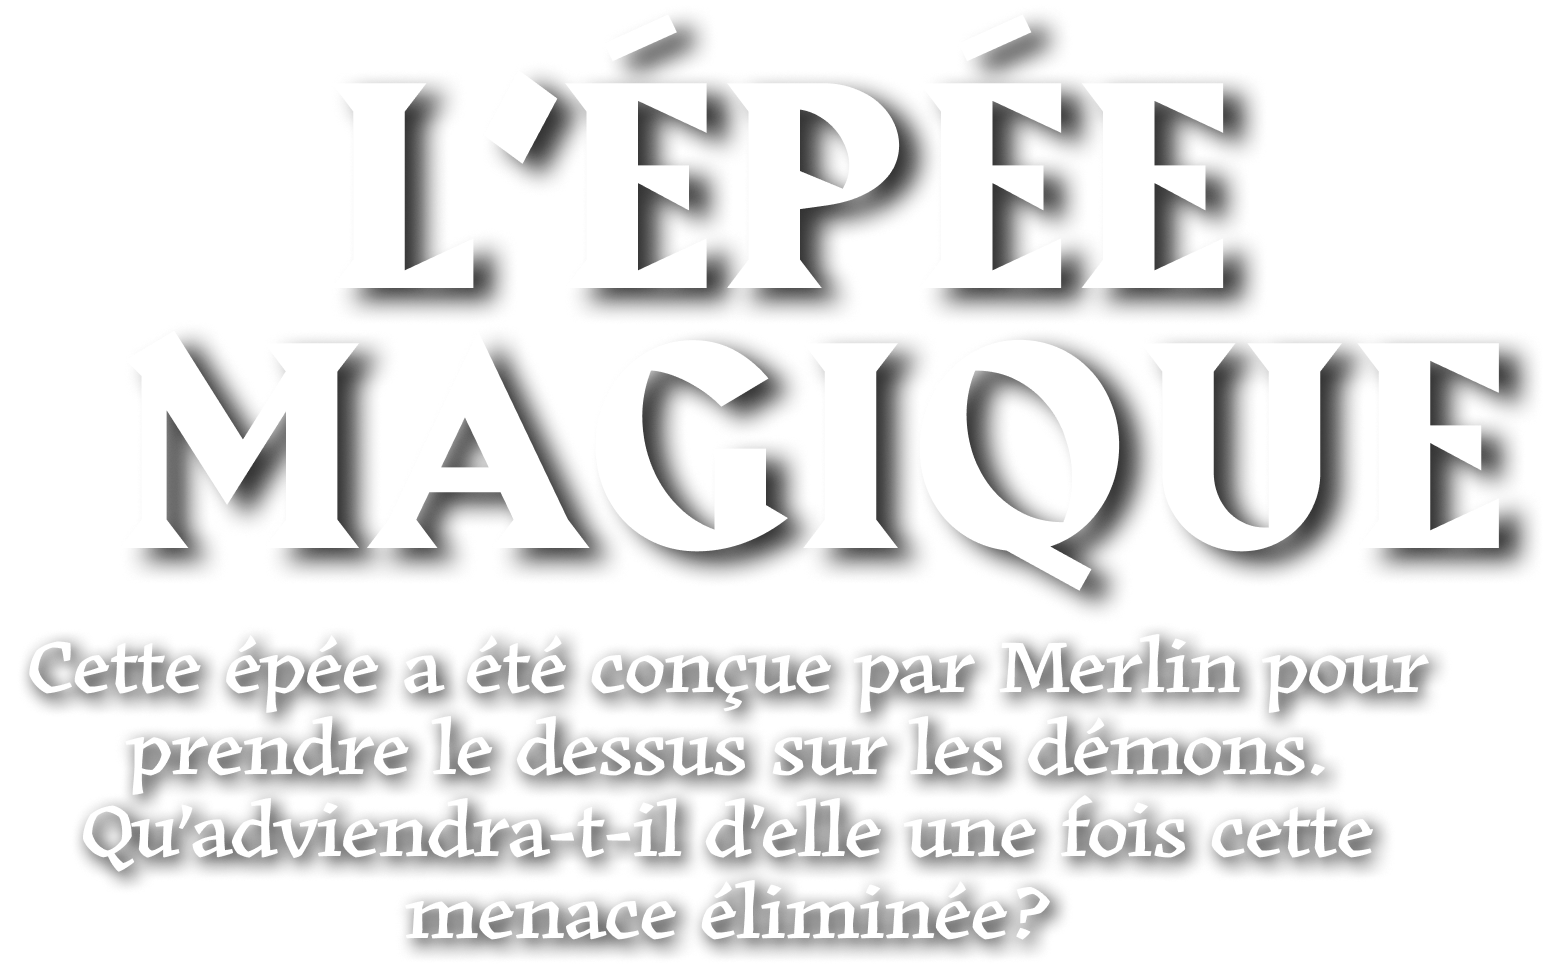 L'ÉPÉE
MAGIQUE
Cette épée a été conçue par Merlin pour
prendre le dessus sur les démons.
Qu'adviendra-t-il d'elle une fois cette
menace éliminée?